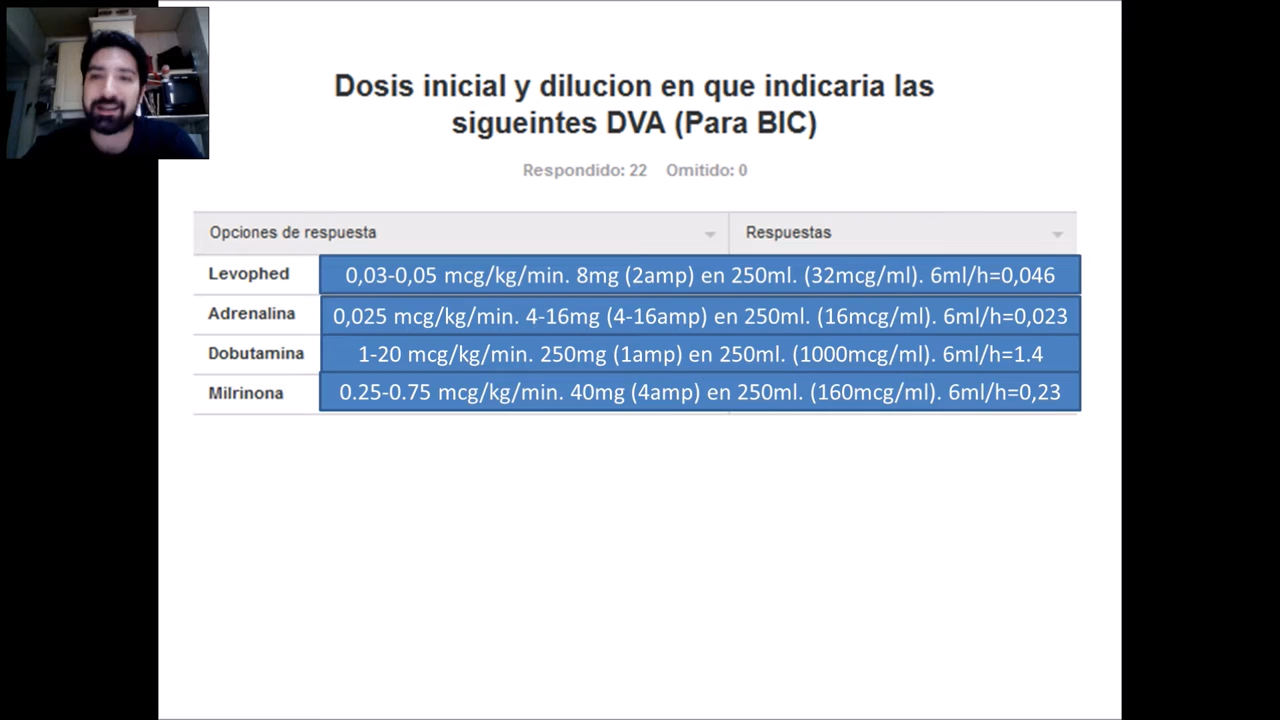 Dosis inicial y dilucion en que indicaria las
sigueintes DVA (Para BIC)
Respondido: 22 Omitido: 0
Opciones de respuesta Respuestas
Levophed 0,03-0,05 mcg/kg/min. 8mg (2amp) en 250ml. (32mcg/ml). 6ml/h=0,046
Adrenalina 0,025 mcg/kg/min. 4-16mg (4-16amp) en 250ml. (16mcg/ml). 6ml/h=0,023
Dobutamina 1-20 mcg/kg/min. 250mg (1amp) en 250ml. (1000mcg/ml). 6ml/h=1.4
Milrinona 0.25-0.75 mcg/kg/min. 40mg (4amp) en 250ml. (160mcg/ml). 6ml/h=0,23